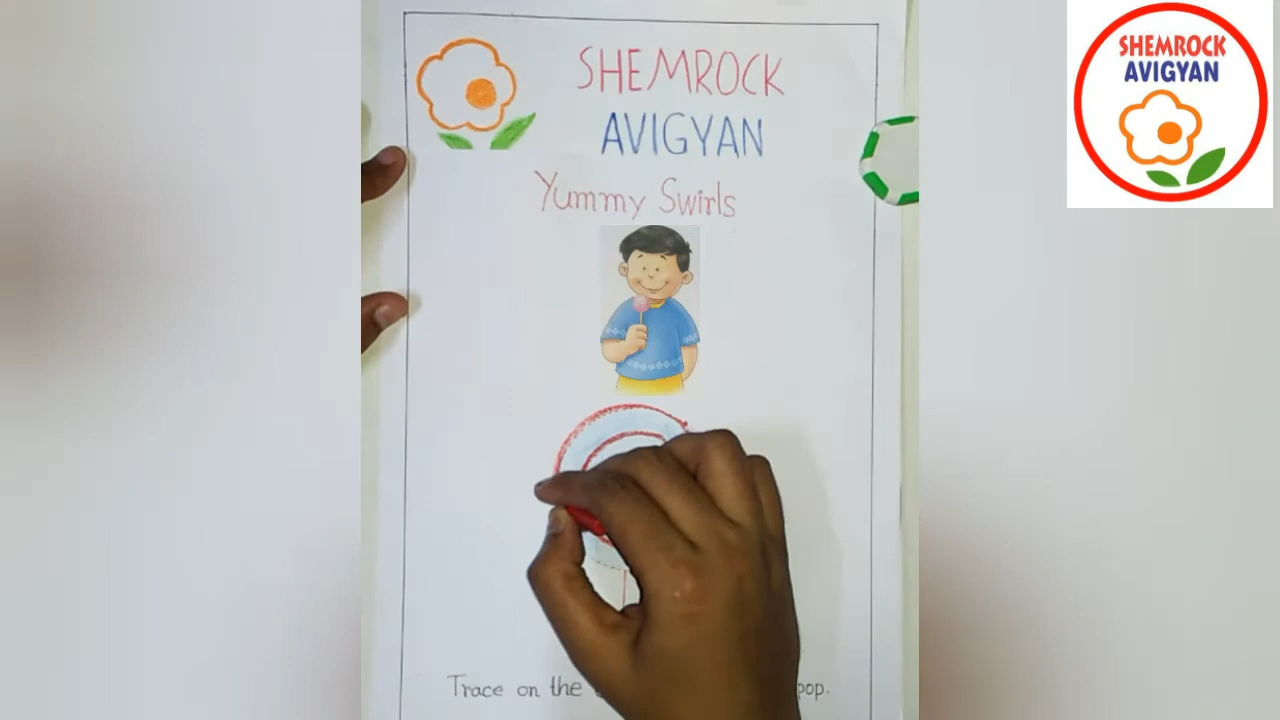 SHEMROCK
AVIGYAN
Yummy Swirls
Trace on the pop.
SHEMROCK
AVIGYAN